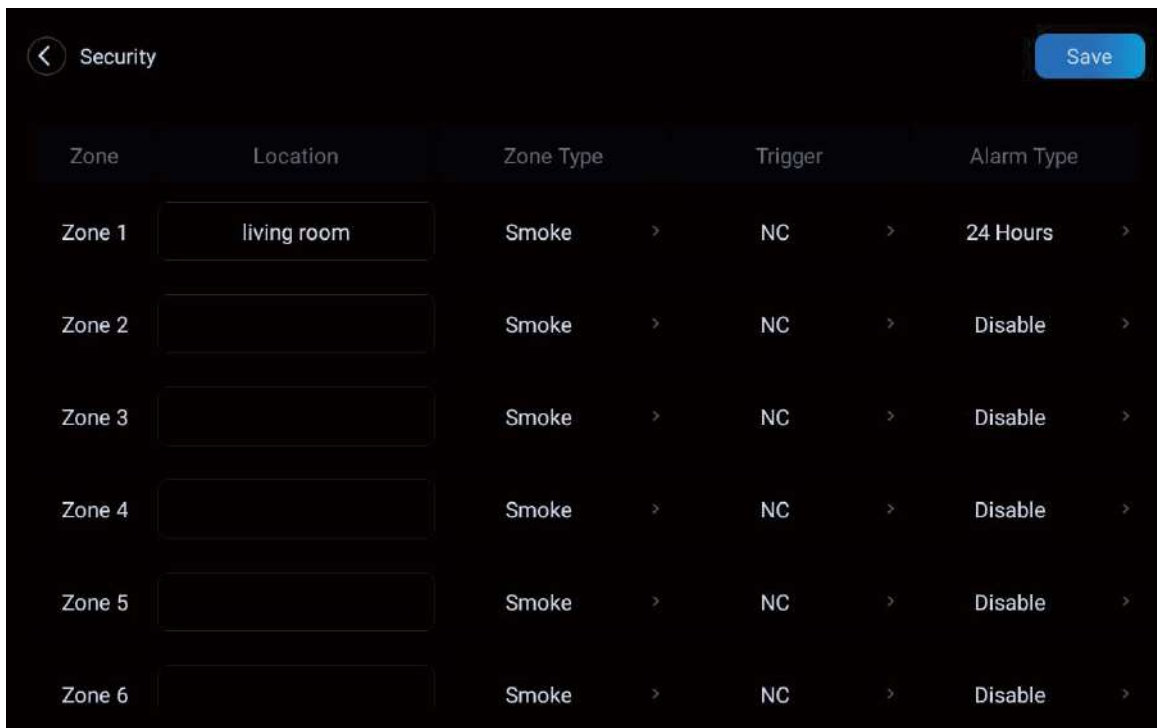 Security Save
Zone Location Zone Type Trigger Alarm Type
Zone 1 living room Smoke NC 24 Hours
Zone 2 Smoke NC Disable
Zone 3 Smoke NC Disable
Zone 4 Smoke NC Disable
Zone 5 Smoke NC Disable
Zone 6 Smoke NC Disable